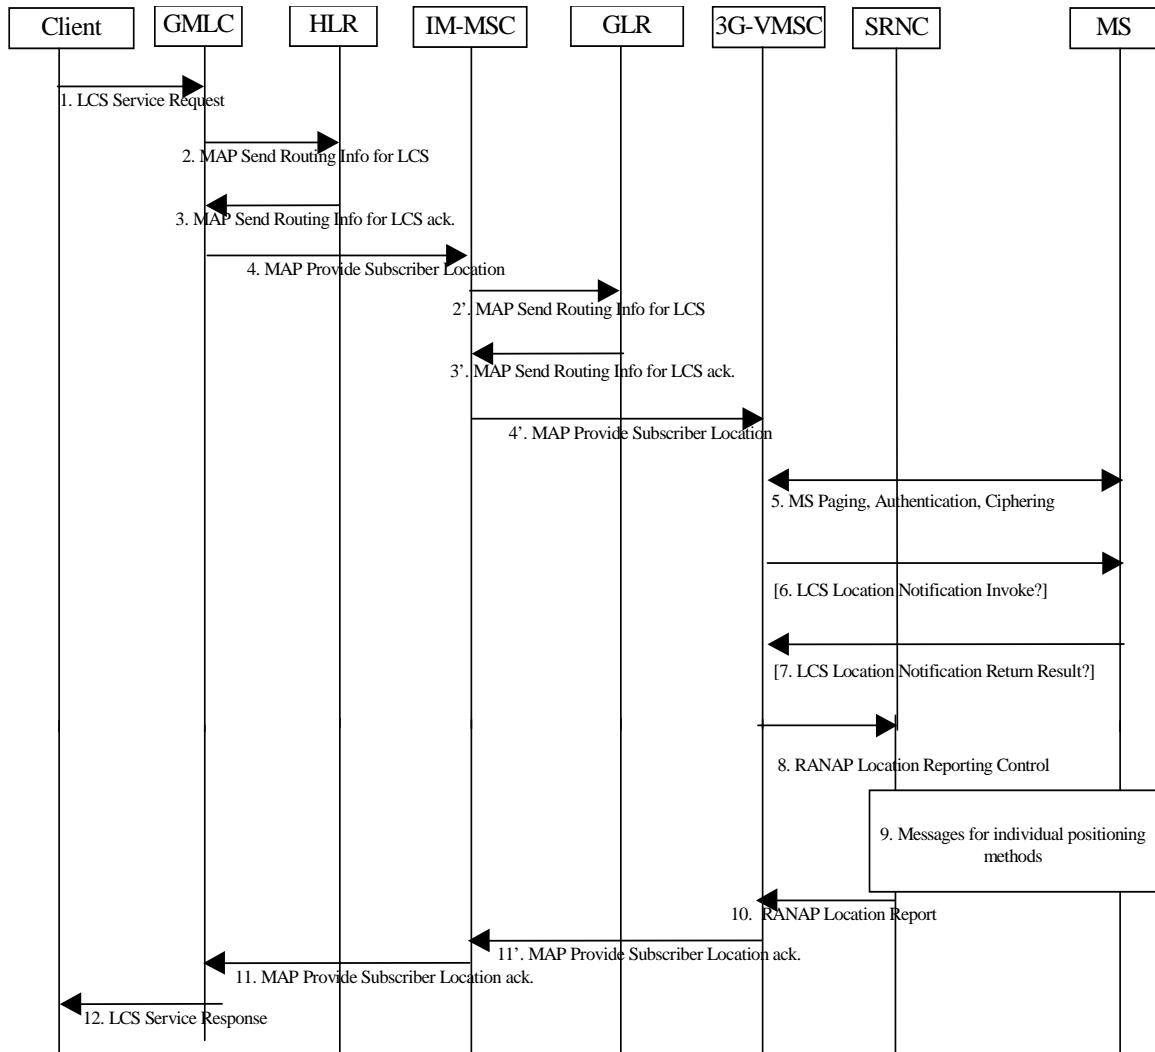 Client
GMLC
HLR
IM-MSC
GLR
3G-VMSC
SRNC
MS
1. LCS Service Request
2. MAP Send Routing Info for LCS
3. MAP Send Routing Info for LCS ack.
4. MAP Provide Subscriber Location
2’. MAP Send Routing Info for LCS
3’. MAP Send Routing Info for LCS ack.
4’. MAP Provide Subscriber Location
5. MS Paging, Authentication, Ciphering
[6. LCS Location Notification Invoke?]
[7. LCS Location Notification Return Result?]
8. RANAP Location Reporting Control
9. Messages for individual positioning
methods
10. RANAP Location Report
11’. MAP Provide Subscriber Location ack.
11. MAP Provide Subscriber Location ack.
12. LCS Service Response